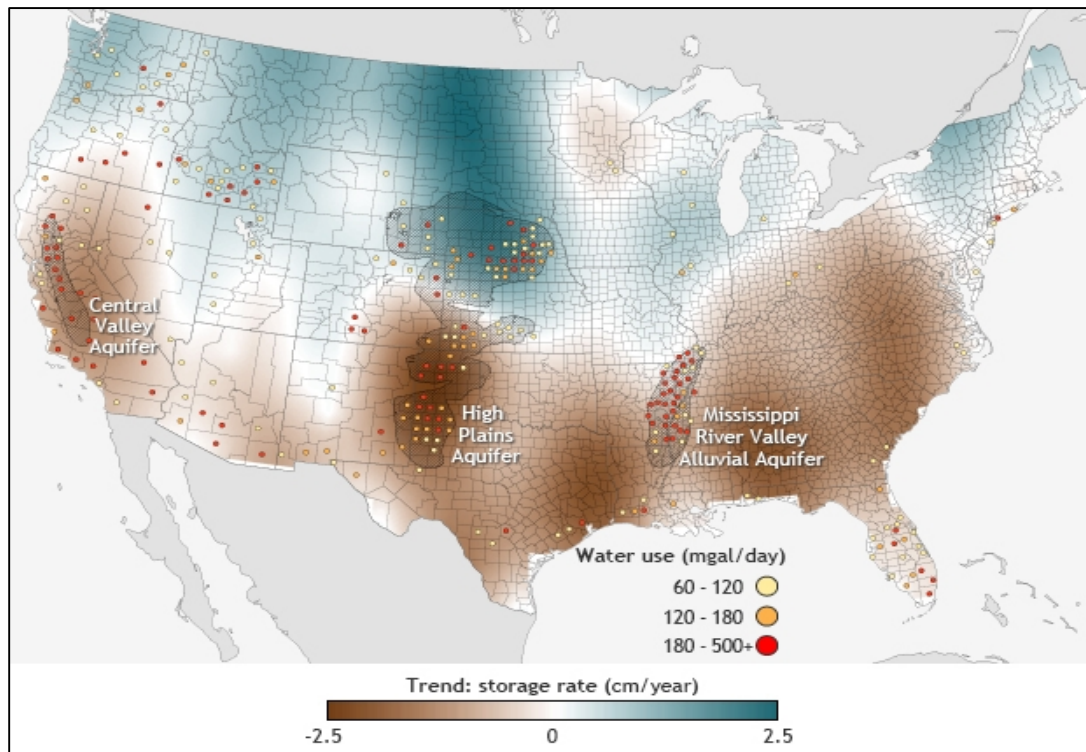 Central
Valley
Aquifer
High
Plains
Aquifer
Mississippi
River Valley
Alluvial Aquifer
Water use (mgal/day)
60 - 120
120 - 180
180 - 500+
Trend: storage rate (cm/year)
-2.5 0 2.5